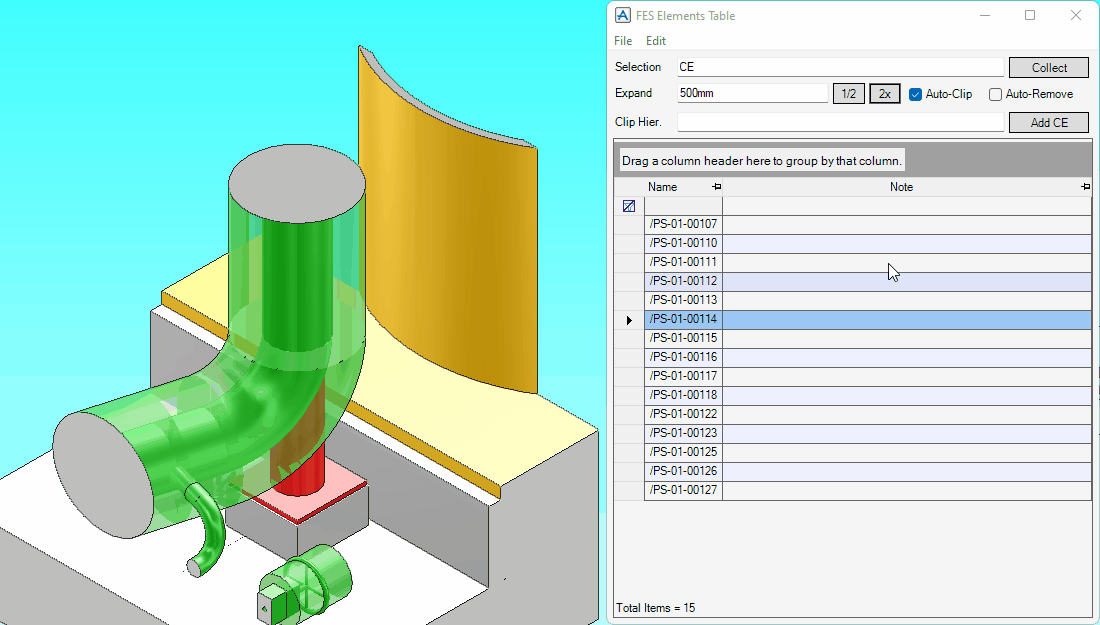 FES Elements Table
File Edit
Selection CE Collect
Expand 500mm 1/2 2x Auto-Clip Auto-Remove
Clip Hier. Add CE
Drag a column header here to group by that column.
Name Note
/PS-01-00107
/PS-01-00110
/PS-01-00111
/PS-01-00112
/PS-01-00113
/PS-01-00114
/PS-01-00115
/PS-01-00116
/PS-01-00117
/PS-01-00118
/PS-01-00122
/PS-01-00123
/PS-01-00125
/PS-01-00126
/PS-01-00127
Total Items = 15